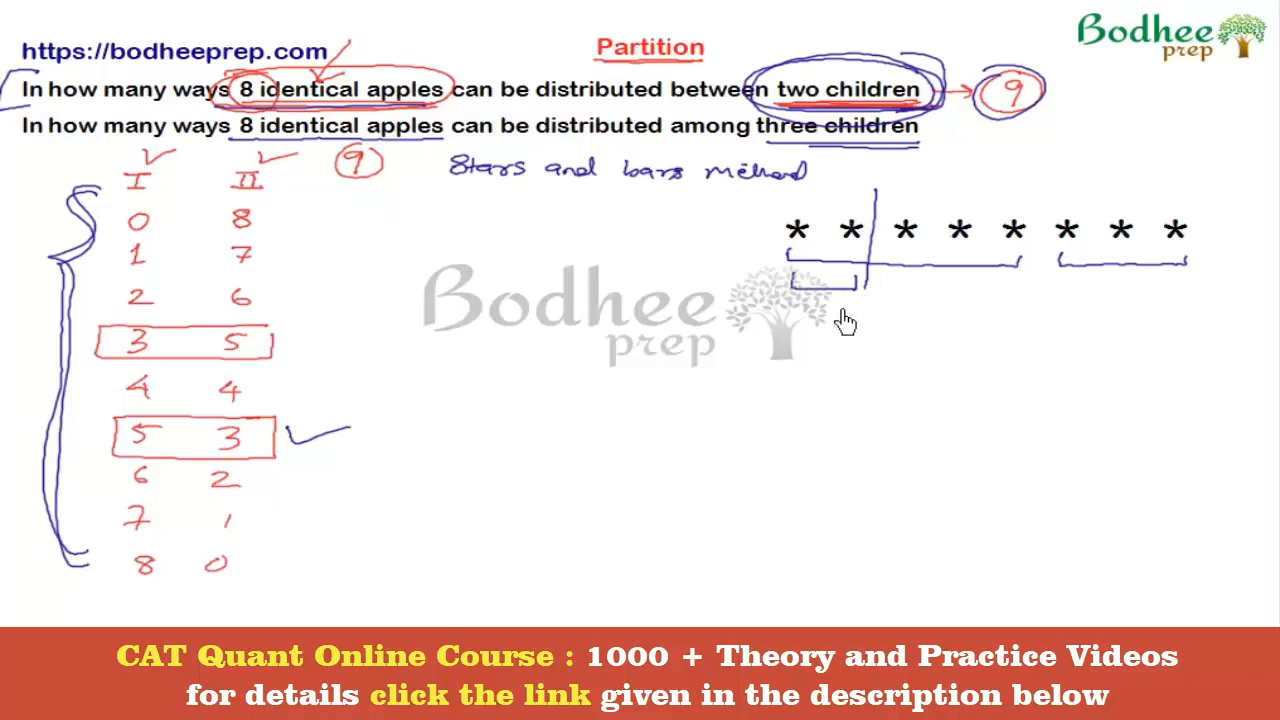 https://bodheeprep.com
Partition
Bodhee
prep
In how many ways 8 identical apples can be distributed between two children → 9
In how many ways 8 identical apples can be distributed among three children
I II
9
Stars and bars method
0 8
1 7
2 6
3 5
4 4
5 3
6 2
7 1
8 0
* * * * * * * *
Bodhee
prep
CAT Quant Online Course : 1000 + Theory and Practice Videos
for details click the link given in the description below